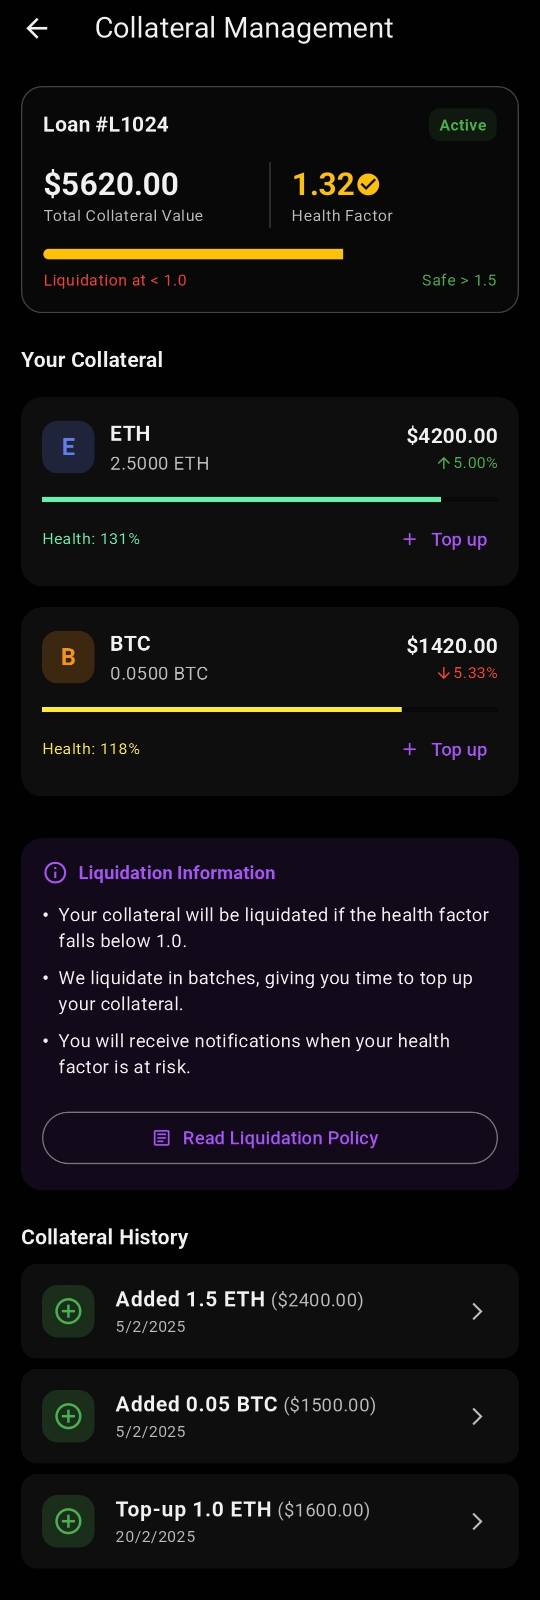 Collateral Management
Loan #L1024
Active
$5620.00
1.32
Total Collateral Value
Health Factor
Liquidation at < 1.0
Safe > 1.5
Your Collateral
E
ETH
$4200.00
2.5000 ETH
5.00%
Health: 131%
+ Top up
B
BTC
$1420.00
0.0500 BTC
5.33%
Health: 118%
+ Top up
Liquidation Information
• Your collateral will be liquidated if the health factor
falls below 1.0.
• We liquidate in batches, giving you time to top up
your collateral.
• You will receive notifications when your health
factor is at risk.
Read Liquidation Policy
Collateral History
Added 1.5 ETH ($2400.00)
5/2/2025
Added 0.05 BTC ($1500.00)
5/2/2025
Top-up 1.0 ETH ($1600.00)
20/2/2025